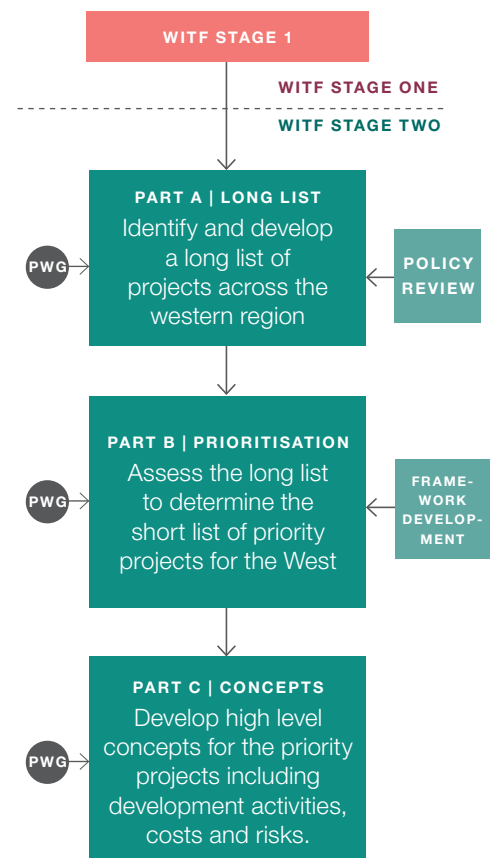 WITF STAGE 1
WITF STAGE ONE
WITF STAGE TWO
PART A | LONG LIST
Identify and develop
a long list of
projects across the
western region
PWG
POLICY
REVIEW
PART B | PRIORITISATION
Assess the long list
to determine the
short list of priority
projects for the West
PWG
FRAME-
WORK
DEVELOP-
MENT
PART C | CONCEPTS
Develop high level
concepts for the priority
projects including
development activities,
costs and risks.
PWG